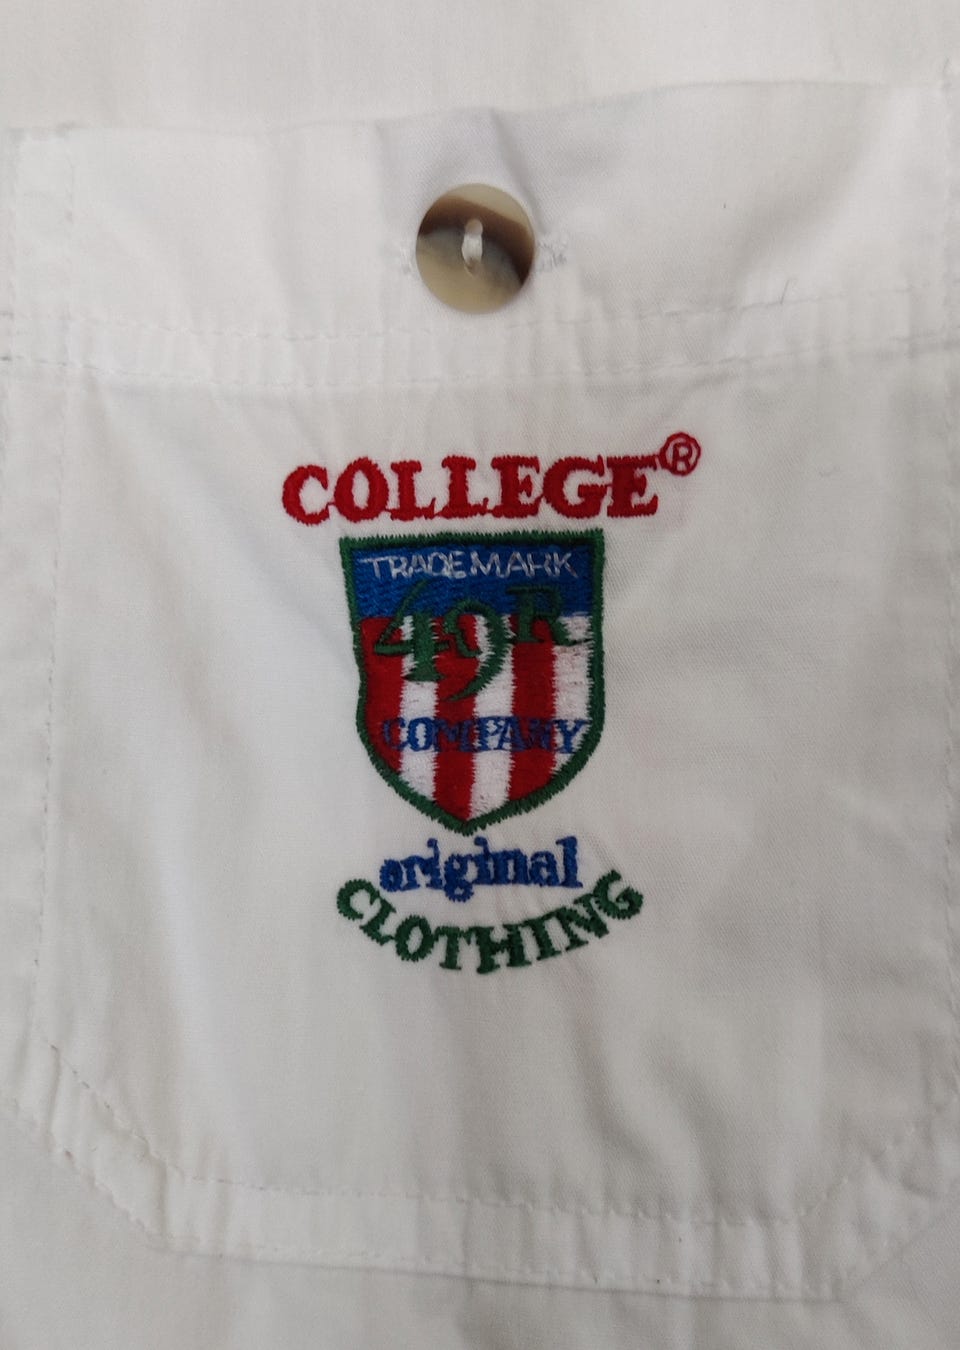 COLLEGE®
TRADEMARK
49R
COMPANY
original
CLOTHING